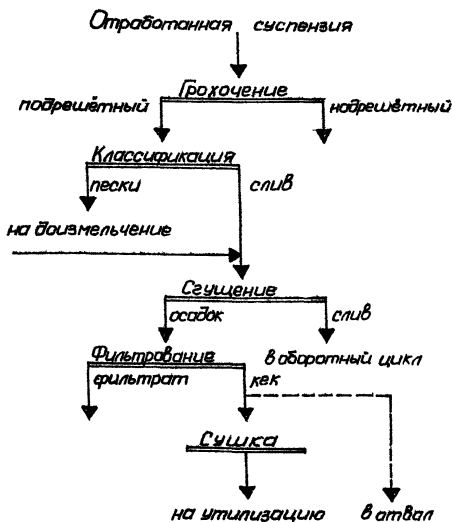 Отработанная суспензия
Грохочение
подрешётный надрешётный
Классификация
пески слив
на доизмельчение
Сгущение
осадок слив
Фильтрование в оборотный цикл
фильтрат кек
Сушка
на утилизацию в отвал